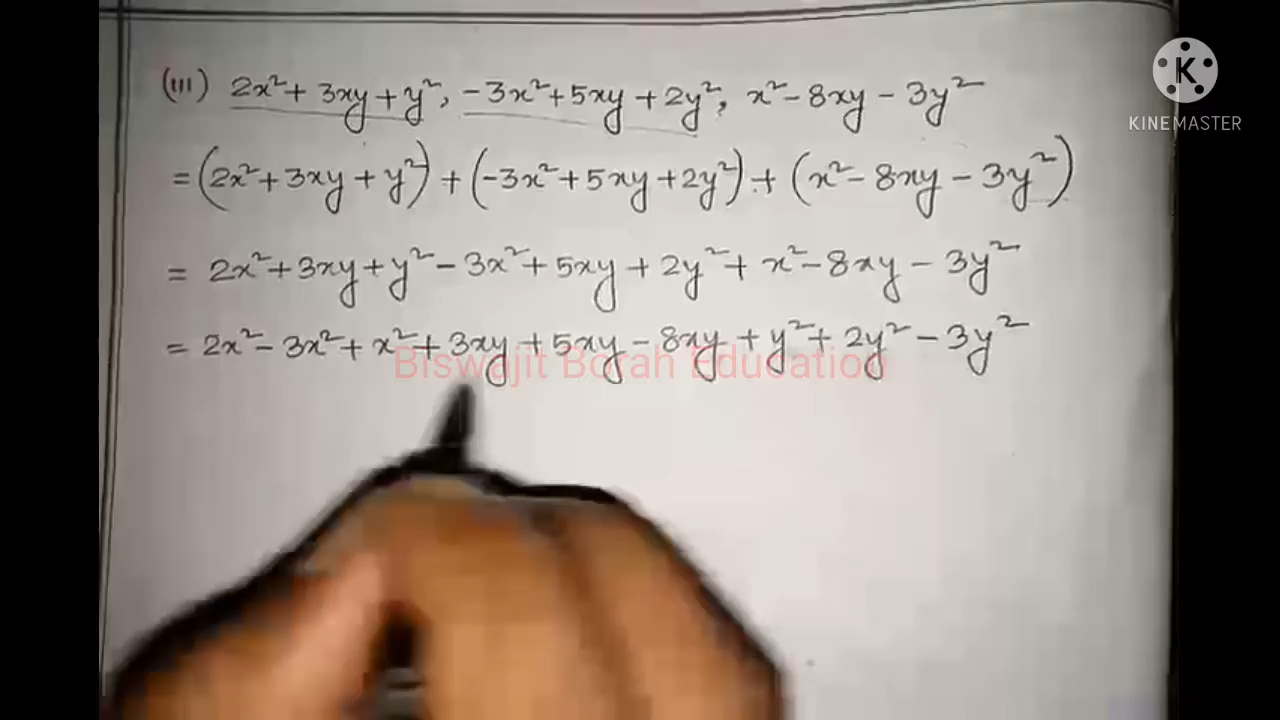 (iii) 2x²+ 3xy+y², -3x²+5xy+2y², x²-8xy-3y²
K
KINEMASTER
=(2x²+3xy+y²)+(-3x²+5xy+2y²)+(x²-8xy-3y²)
= 2x²+3xy+y²-3x²+5xy+2y²+x²-8xy-3y²
= 2x²-3x²+x²+3xy+5xy-8xy+y²+2y²-3y²
Biswajit Borah Education